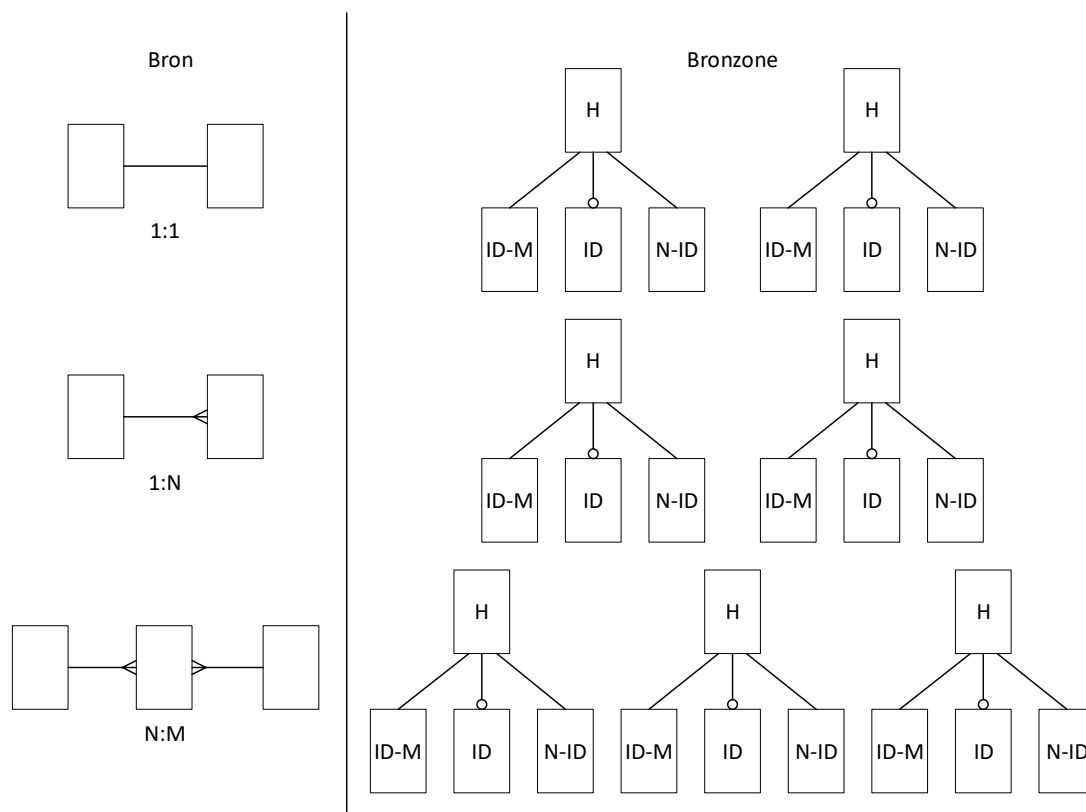 Bron
Bronzone
H
H
1:1
ID-M
ID
N-ID
ID-M
ID
N-ID
H
H
1:N
ID-M
ID
N-ID
ID-M
ID
N-ID
H
H
H
N:M
ID-M
ID
N-ID
ID-M
ID
N-ID
ID-M
ID
N-ID